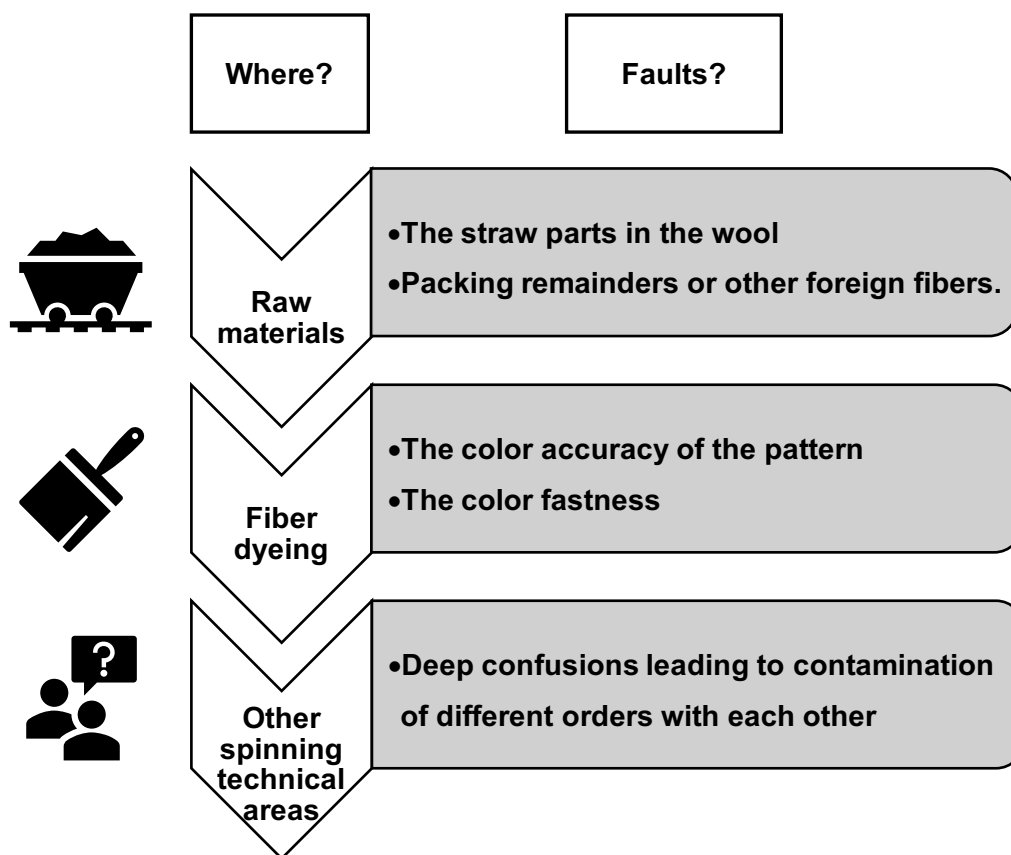 Where?
Faults?
Raw
materials
•The straw parts in the wool
•Packing remainders or other foreign fibers.
Fiber
dyeing
•The color accuracy of the pattern
•The color fastness
?
Other
spinning
technical
areas
•Deep confusions leading to contamination
of different orders with each other